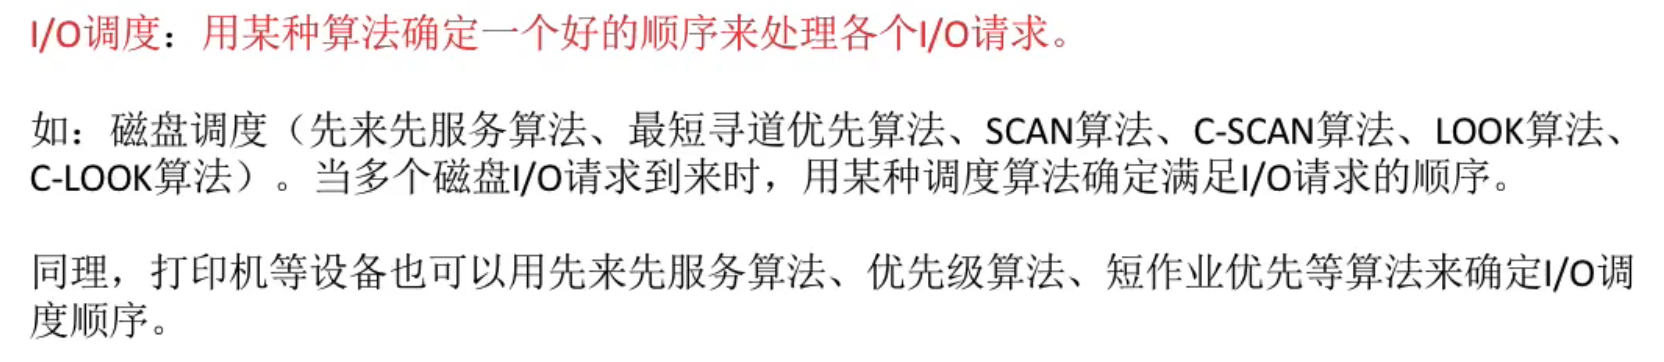 I/O调度：用某种算法确定一个好的顺序来处理各个I/O请求。
如：磁盘调度（先来先服务算法、最短寻道优先算法、SCAN算法、C-SCAN算法、LOOK算法、
C-LOOK算法）。当多个磁盘I/O请求到来时，用某种调度算法确定满足I/O请求的顺序。
同理，打印机等设备也可以用先来先服务算法、优先级算法、短作业优先等算法来确定I/O调
度顺序。